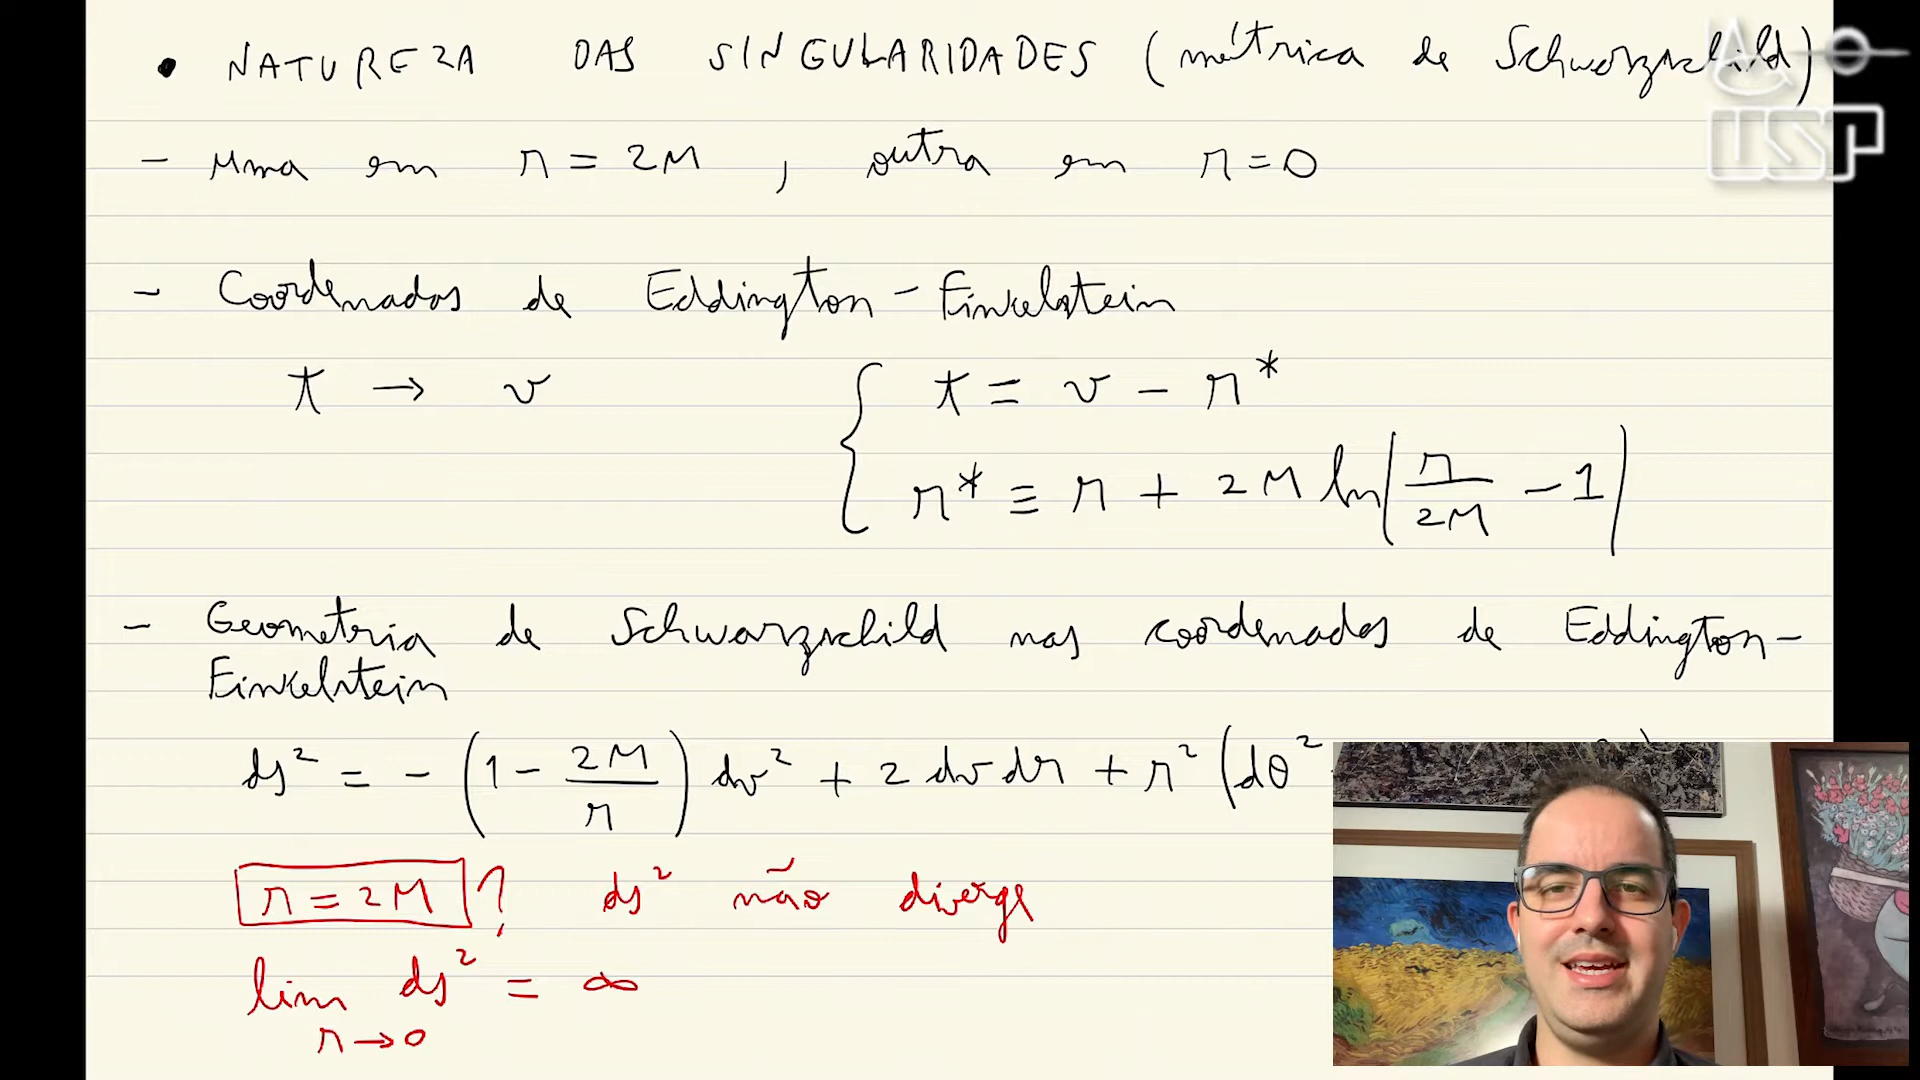 • NATUREZA DAS SINGULARIDADES (métrica de Schwarzschild)
USP
- Uma em r = 2M , outra em r = 0
- Coordenadas de Eddington - Finkelstein
t → v { t = v - r*
r* ≡ r + 2M ln| r/2M - 1 |
- Geometria de Schwarzschild nas coordenadas de Eddington-
Finkelstein
ds² = - (1 - 2M/r) dv² + 2 dv dr + r² (dθ²
r = 2M ? ds² não diverge
lim ds² = ∞
r → 0